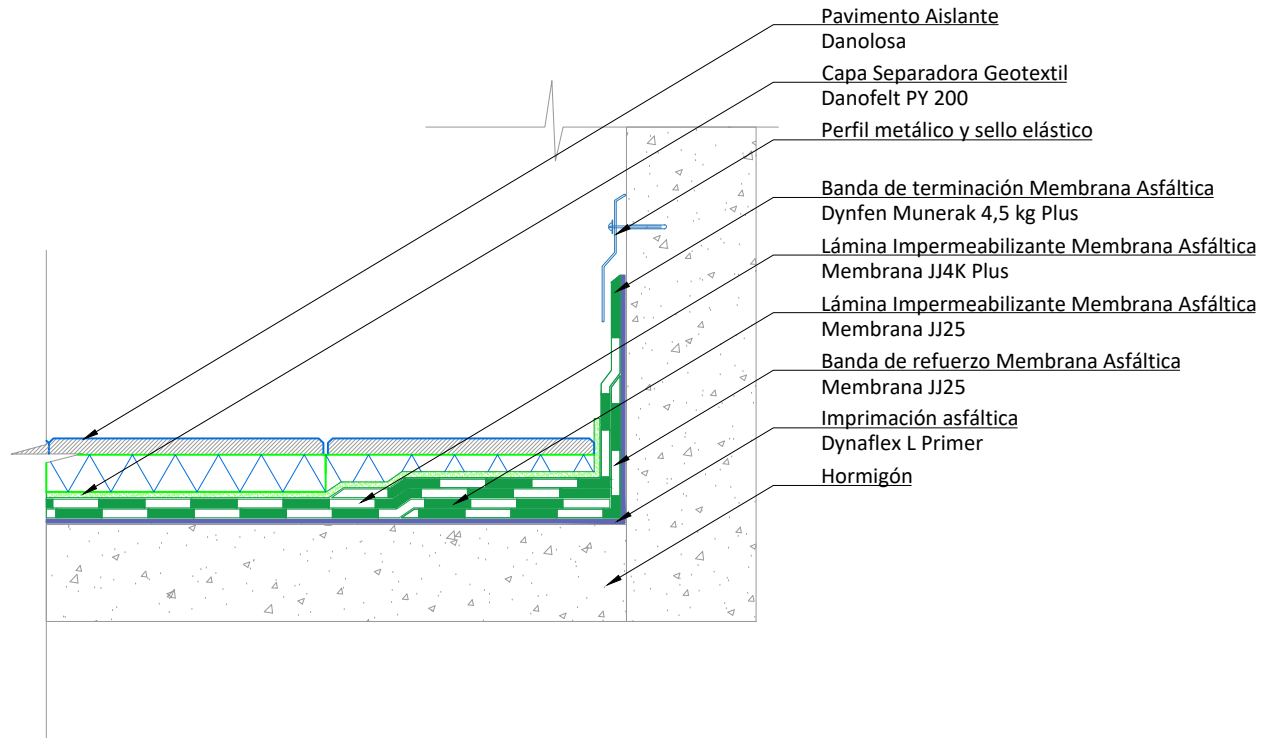 Pavimento Aislante
Danolosa
Capa Separadora Geotextil
Danofelt PY 200
Perfil metálico y sello elástico
Banda de terminación Membrana Asfáltica
Dynfen Munerak 4,5 kg Plus
Lámina Impermeabilizante Membrana Asfáltica
Membrana JJ4K Plus
Lámina Impermeabilizante Membrana Asfáltica
Membrana JJ25
Banda de refuerzo Membrana Asfáltica
Membrana JJ25
Imprimación asfáltica
Dynaflex L Primer
Hormigón